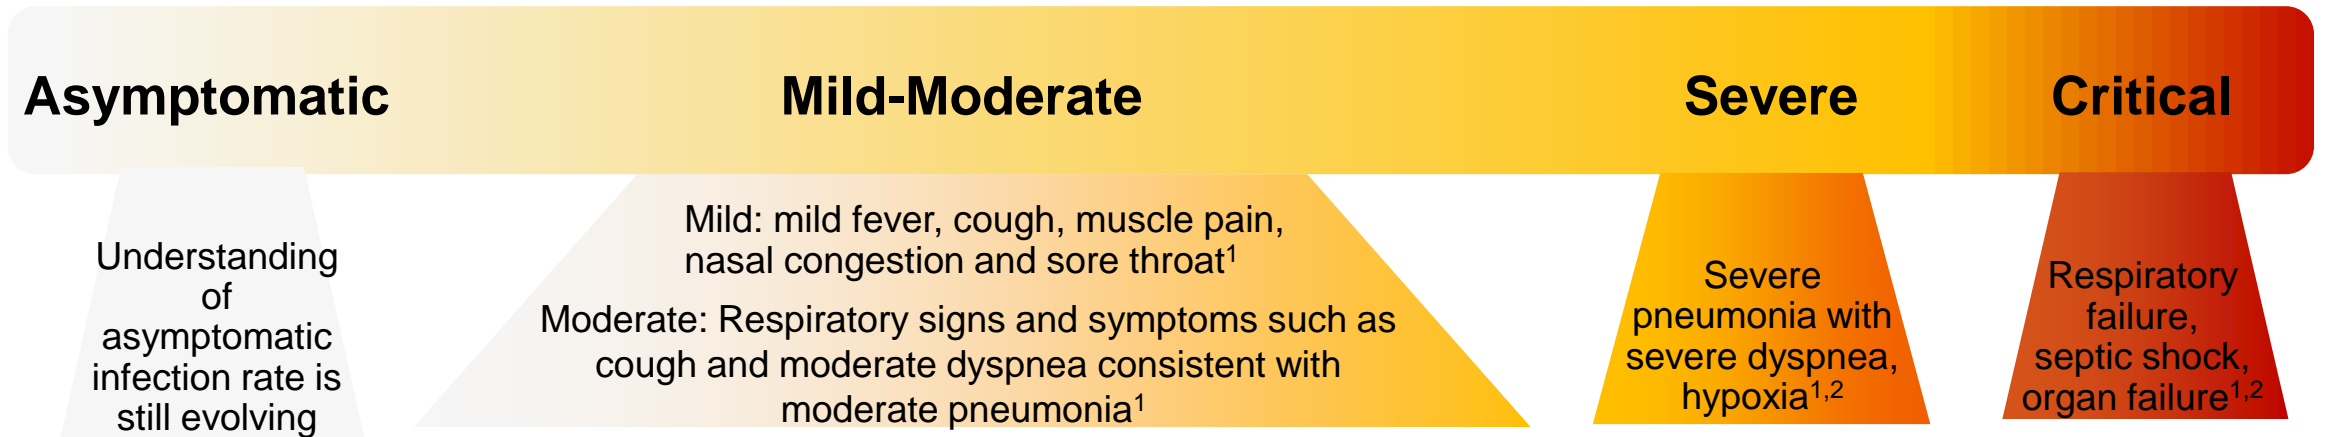 Asymptomatic
Mild-Moderate
Severe
Critical
Understanding
of
asymptomatic
infection rate is
still evolving
Mild: mild fever, cough, muscle pain,
nasal congestion and sore throat1
Moderate: Respiratory signs and symptoms such as
cough and moderate dyspnea consistent with
moderate pneumonia1
Severe
pneumonia with
severe dyspnea,
hypoxia1,2
Respiratory
failure,
septic shock,
organ failure1,2